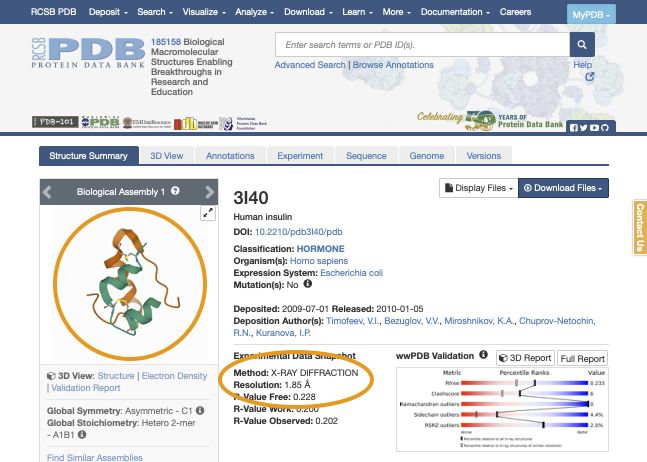 RCSB PDB Deposit Search Visualize Analyze Download Learn More Documentation Careers
MyPDB
RCSB PDB
PROTEIN DATA BANK
185158 Biological
Macromolecular
Structures Enabling
Breakthroughs in
Research and
Education
Enter search terms or PDB ID(s).
Advanced Search | Browse Annotations
Help
PDB-101
WORLDWIDE PDB
EMDataResource
Worldwide Protein Data Bank Foundation
Celebrating 50 YEARS OF
Protein Data Bank
Structure Summary 3D View Annotations Experiment Sequence Genome Versions
Biological Assembly 1
Display Files
Download Files
3I40
Human insulin
DOI: 10.2210/pdb3I40/pdb
Classification: HORMONE
Organism(s): Homo sapiens
Expression System: Escherichia coli
Mutation(s): No
Contact Us
Deposited: 2009-07-01 Released: 2010-01-05
Deposition Author(s): Timofeev, V.I., Bezuglov, V.V., Miroshnikov, K.A., Chuprov-Netochin,
R.N., Kuranova, I.P.
3D View: Structure | Electron Density
| Validation Report
Global Symmetry: Asymmetric - C1
Global Stoichiometry: Hetero 2-mer
- A1B1
Find Similar Assemblies
Experimental Data Snapshot
Method: X-RAY DIFFRACTION
Resolution: 1.85 Å
R-Value Free: 0.228
R-Value Work: 0.200
R-Value Observed: 0.202
wwPDB Validation
3D Report
Full Report
Metric Percentile Ranks Value
Rfree 0.233
Clashscore 6
Ramachandran outliers 0
Sidechain outliers 4.4%
RSRZ outliers 2.0%
Worse Better
Percentile relative to all X-ray structures
Percentile relative to X-ray structures of similar resolution